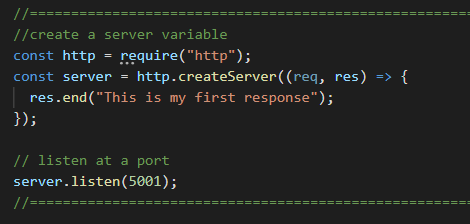 //====================================================
//create a server variable
const http = require("http");
const server = http.createServer((req, res) => {
  res.end("This is my first response");
});
// listen at a port
server.listen(5001);
//====================================================